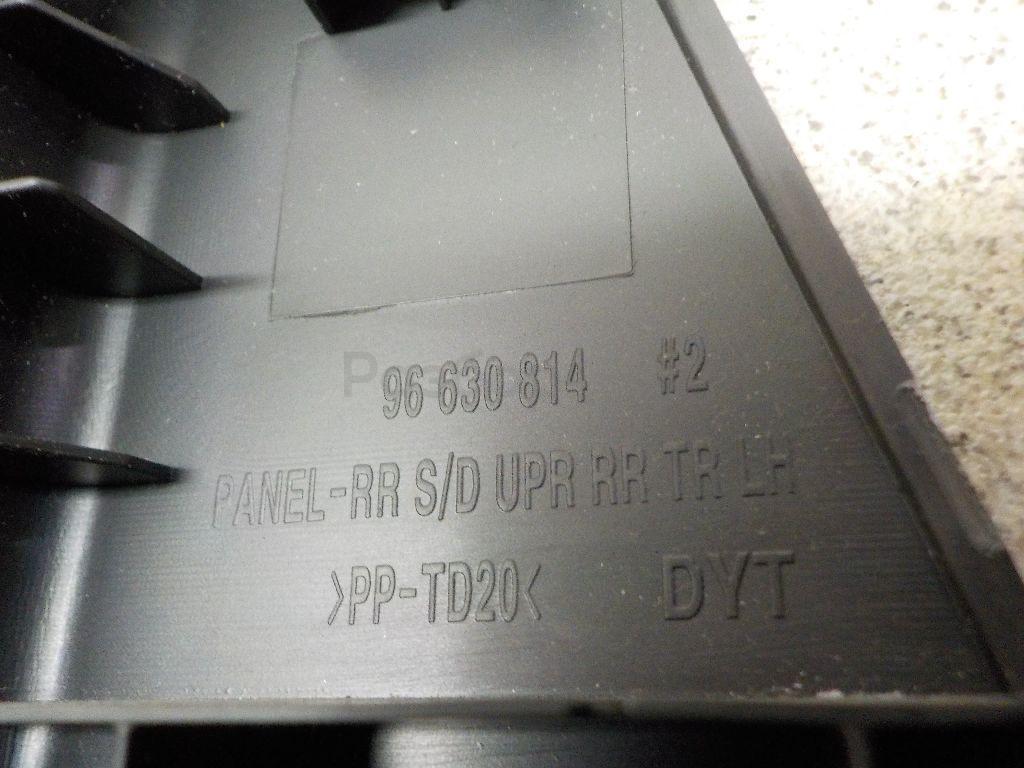 96 630 814 #2
PANEL-RR S/D UPR RR TR LH
>PP-TD20< DYT